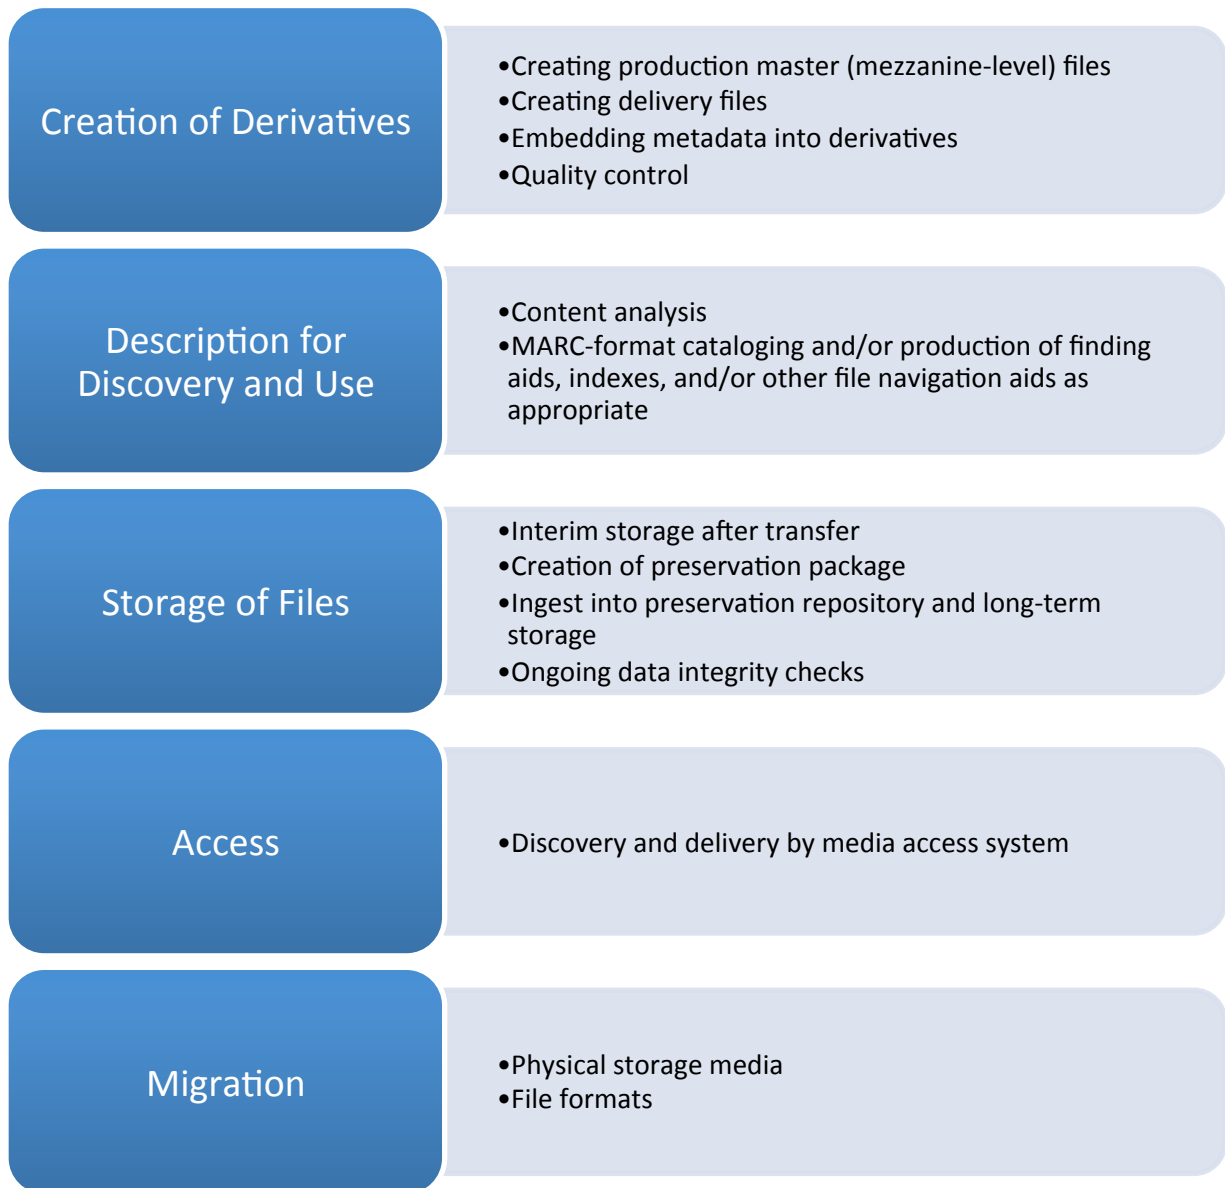 Creation of Derivatives
•Creating production master (mezzanine-level) files
•Creating delivery files
•Embedding metadata into derivatives
•Quality control
Description for
Discovery and Use
•Content analysis
•MARC-format cataloging and/or production of finding
aids, indexes, and/or other file navigation aids as
appropriate
Storage of Files
•Interim storage after transfer
•Creation of preservation package
•Ingest into preservation repository and long-term
storage
•Ongoing data integrity checks
Access
•Discovery and delivery by media access system
Migration
•Physical storage media
•File formats